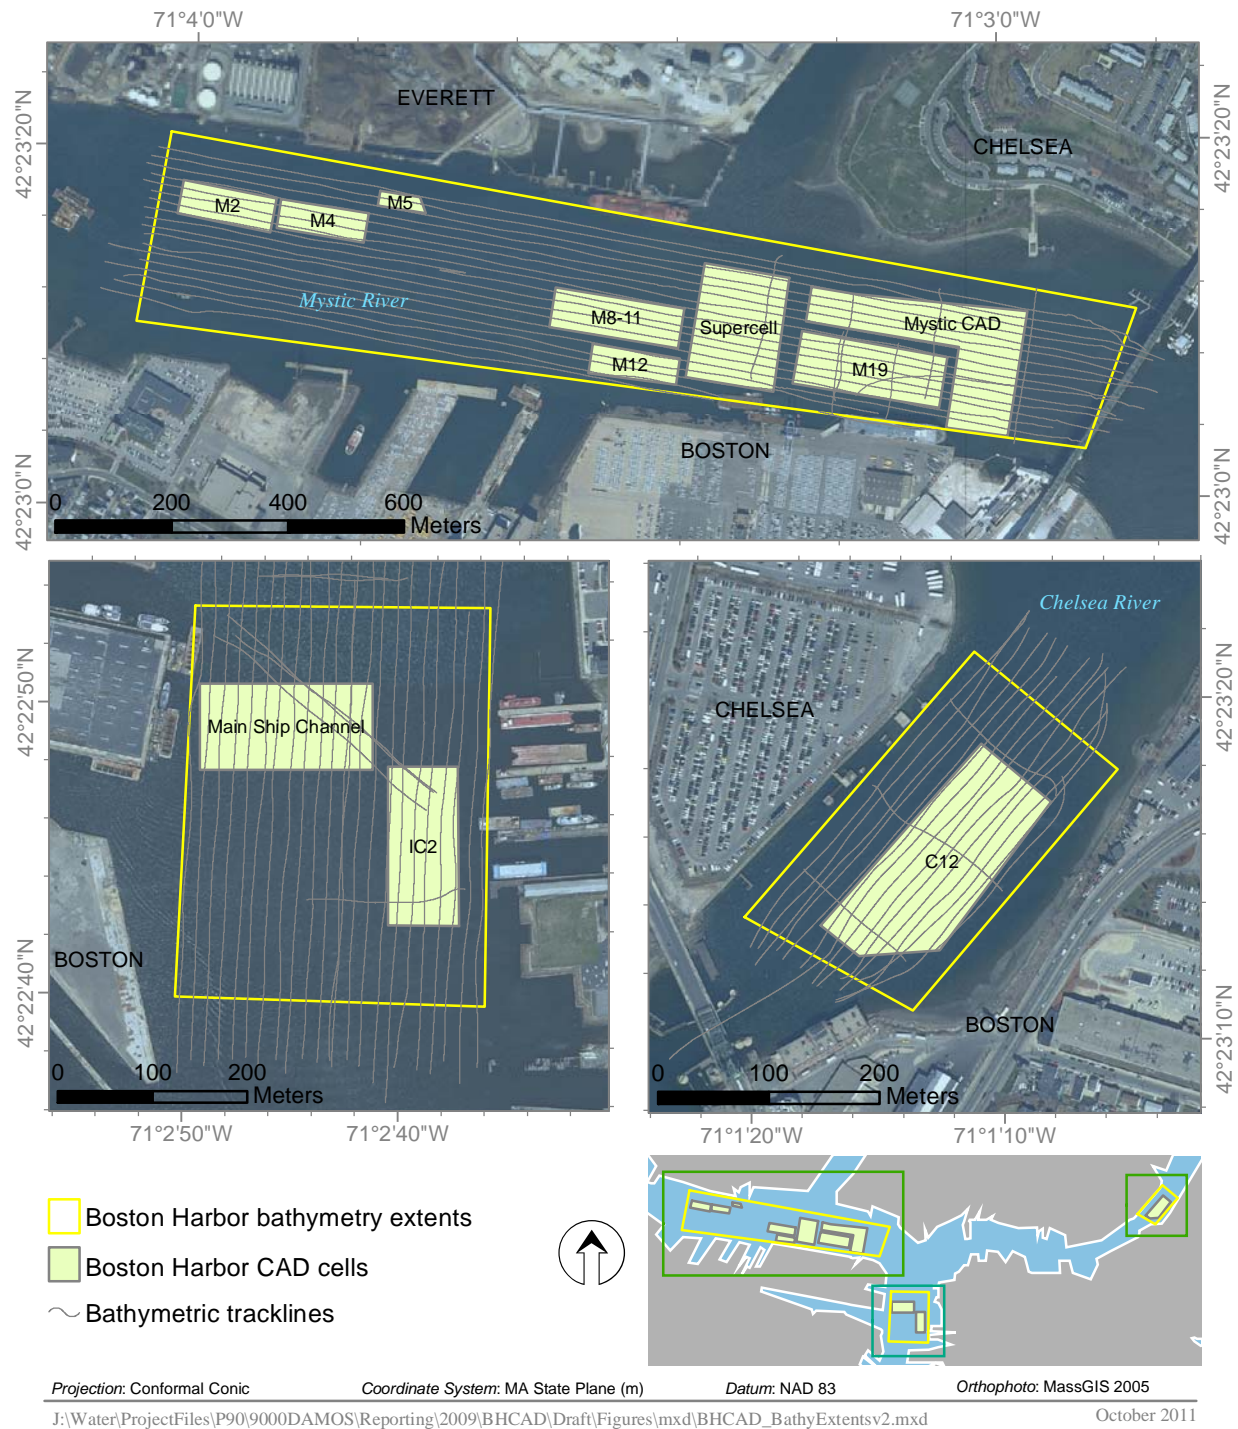 71°4'0"W
71°3'0"W
42°23'20"N
42°23'20"N
EVERETT
CHELSEA
M2
M4
M5
Mystic River
M8-11
Supercell
Mystic CAD
M12
M19
BOSTON
42°23'0"N
42°23'0"N
0 200 400 600
Meters
Chelsea River
42°22'50"N
42°23'20"N
Main Ship Channel
CHELSEA
IC2
C12
BOSTON
42°22'40"N
BOSTON
42°23'10"N
0 100 200
Meters
0 100 200
Meters
71°2'50"W
71°2'40"W
71°1'20"W
71°1'10"W
Boston Harbor bathymetry extents
Boston Harbor CAD cells
Bathymetric tracklines
Projection: Conformal Conic
Coordinate System: MA State Plane (m)
Datum: NAD 83
Orthophoto: MassGIS 2005
J:\Water\ProjectFiles\P90\9000DAMOS\Reporting\2009\BHCAD\Draft\Figures\mxd\BHCAD_BathyExtentsv2.mxd
October 2011